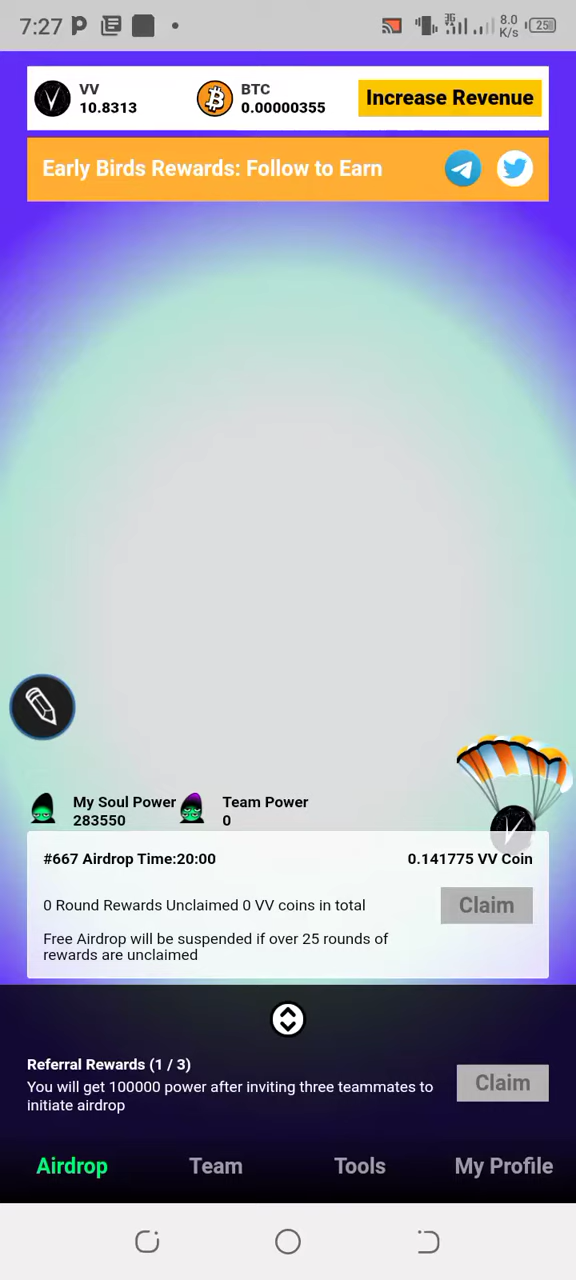 7:27
8.0
K/s
25
VV
10.8313
BTC
0.00000355
Increase Revenue
Early Birds Rewards: Follow to Earn
My Soul Power
283550
Team Power
0
#667 Airdrop Time:20:00
0.141775 VV Coin
0 Round Rewards Unclaimed 0 VV coins in total
Claim
Free Airdrop will be suspended if over 25 rounds of
rewards are unclaimed
Referral Rewards (1 / 3)
You will get 100000 power after inviting three teammates to
initiate airdrop
Claim
Airdrop
Team
Tools
My Profile